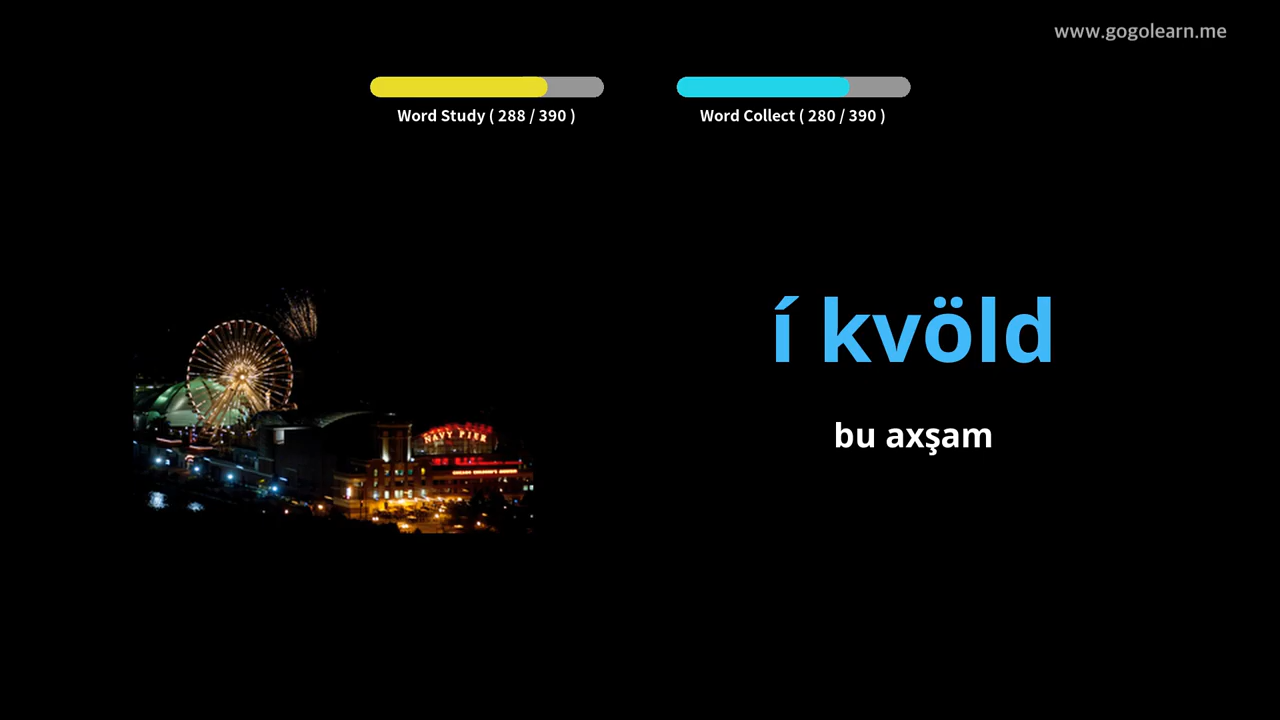 www.gogolearn.me
Word Study ( 288 / 390 )
Word Collect ( 280 / 390 )
í kvöld
bu axşam
NAVY PIER